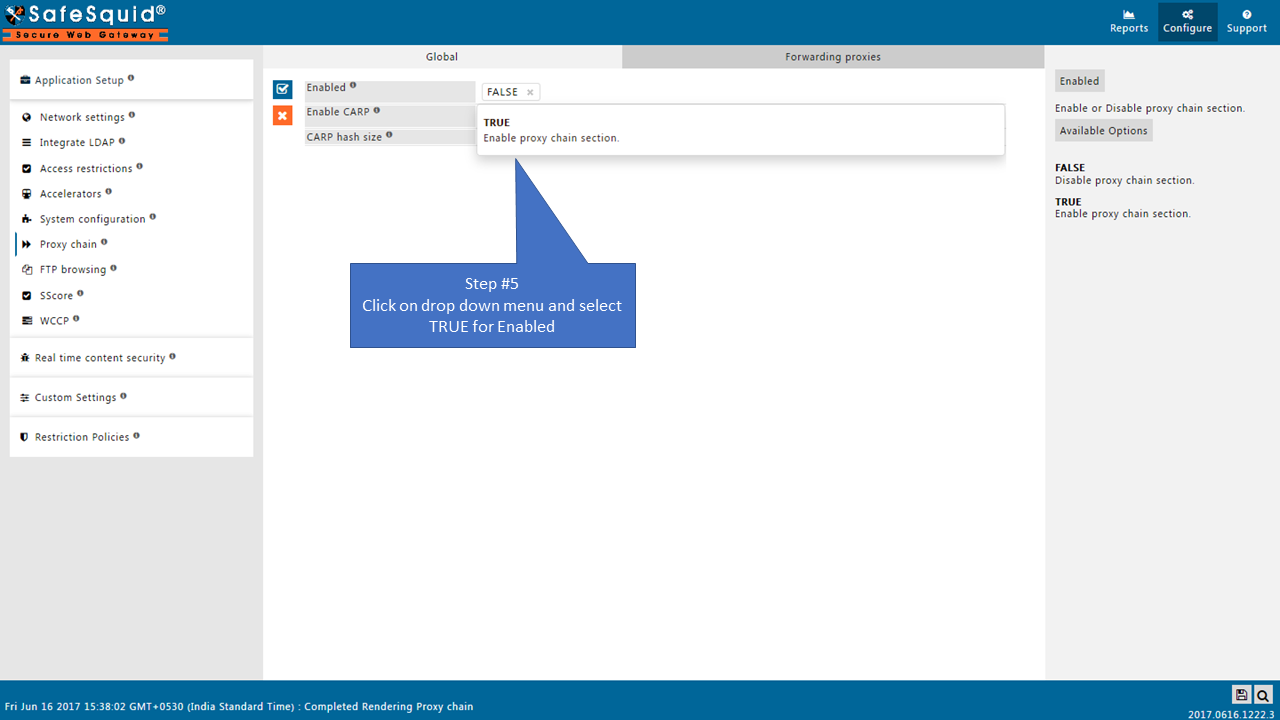 SafeSquid®
Secure Web Gateway
Reports
Configure
Support
Application Setup
Network settings
Integrate LDAP
Access restrictions
Accelerators
System configuration
Proxy chain
FTP browsing
SScore
WCCP
Real time content security
Custom Settings
Restriction Policies
Global
Forwarding proxies
Enabled
FALSE ×
Enable CARP
CARP hash size
TRUE
Enable proxy chain section.
Step #5
Click on drop down menu and select
TRUE for Enabled
Enabled
Enable or Disable proxy chain section.
Available Options
FALSE
Disable proxy chain section.
TRUE
Enable proxy chain section.
Fri Jun 16 2017 15:38:02 GMT+0530 (India Standard Time) : Completed Rendering Proxy chain
2017.0616.1222.3